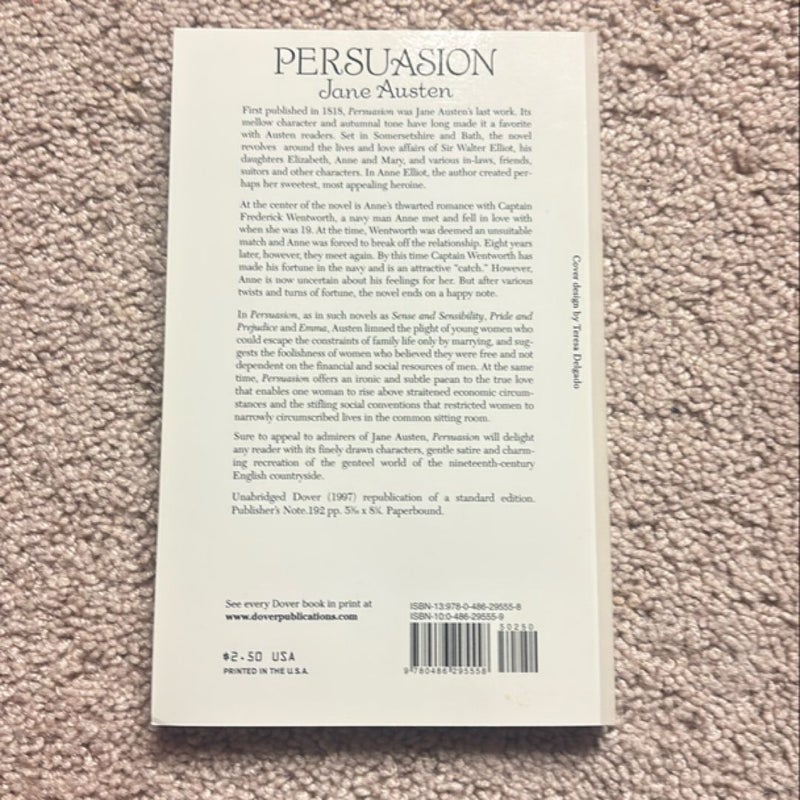 PERSUASION
Jane Austen
First published in 1818, Persuasion was Jane Austen's last work. Its
mellow character and autumnal tone have long made it a favorite
with Austen readers. Set in Somersetshire and Bath, the novel
revolves around the lives and love affairs of Sir Walter Elliot, his
daughters Elizabeth, Anne and Mary, and various in-laws, friends,
suitors and other characters. In Anne Elliot, the author created per-
haps her sweetest, most appealing heroine.
At the center of the novel is Anne's thwarted romance with Captain
Frederick Wentworth, a navy man Anne met and fell in love with
when she was 19. At the time, Wentworth was deemed an unsuitable
match and Anne was forced to break off the relationship. Eight years
later, however, they meet again. By this time Captain Wentworth has
made his fortune in the navy and is an attractive "catch." However,
Anne is now uncertain about his feelings for her. But after various
twists and turns of fortune, the novel ends on a happy note.
In Persuasion, as in such novels as Sense and Sensibility, Pride and
Prejudice and Emma, Austen limned the plight of young women who
could escape the constraints of family life only by marrying, and sug-
gests the foolishness of women who believed they were free and not
dependent on the financial and social resources of men. At the same
time, Persuasion offers an ironic and subtle paean to the true love
that enables one woman to rise above straitened economic circum-
stances and the stifling social conventions that restricted women to
narrowly circumscribed lives in the common sitting room.
Sure to appeal to admirers of Jane Austen, Persuasion will delight
any reader with its finely drawn characters, gentle satire and charm-
ing recreation of the genteel world of the nineteenth-century
English countryside.
Unabridged Dover (1997) republication of a standard edition.
Publisher's Note.192 pp. 5³⁄₁₆ x 8¼. Paperbound.
See every Dover book in print at
www.doverpublications.com
$2.50 USA
PRINTED IN THE U.S.A.
ISBN-13:978-0-486-29555-8
ISBN-10:0-486-29555-9
50250
9 780486 295558
Cover design by Teresa Delgado